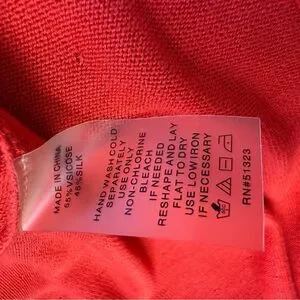 MADE IN CHINA
55%VSICOSE
45%SILK
HAND WASH COLD
SEPARATELY
USE ONLY
NON-CHLORINE
BLEACH
IF NEEDED
RESHAPE AND LAY
FLAT TO DRY
USE LOW IRON
IF NECESSARY
RN#51323